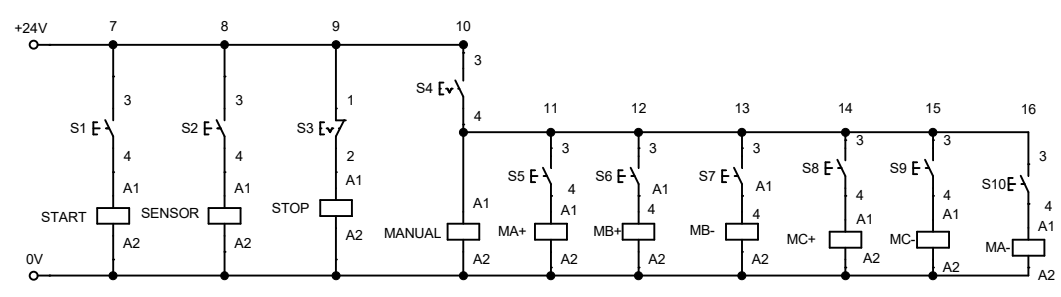 +24V 7 8 9 10
3
S4
4 11 12 13 14 15 16
3 3 1
S1 S2 S3
4 4 2
3 3 3 3 3 3
S5 S6 S7 S8 S9 S10
4 A1 A1 4 4 4
A1 A1 A1
START SENSOR STOP
A2 A2 A2
A1 A1 4 4 A1 A1 A1
MANUAL MA+ MB+ MB- MC+ MC- MA-
A2 A2 A2 A2 A2 A2 A2
0V